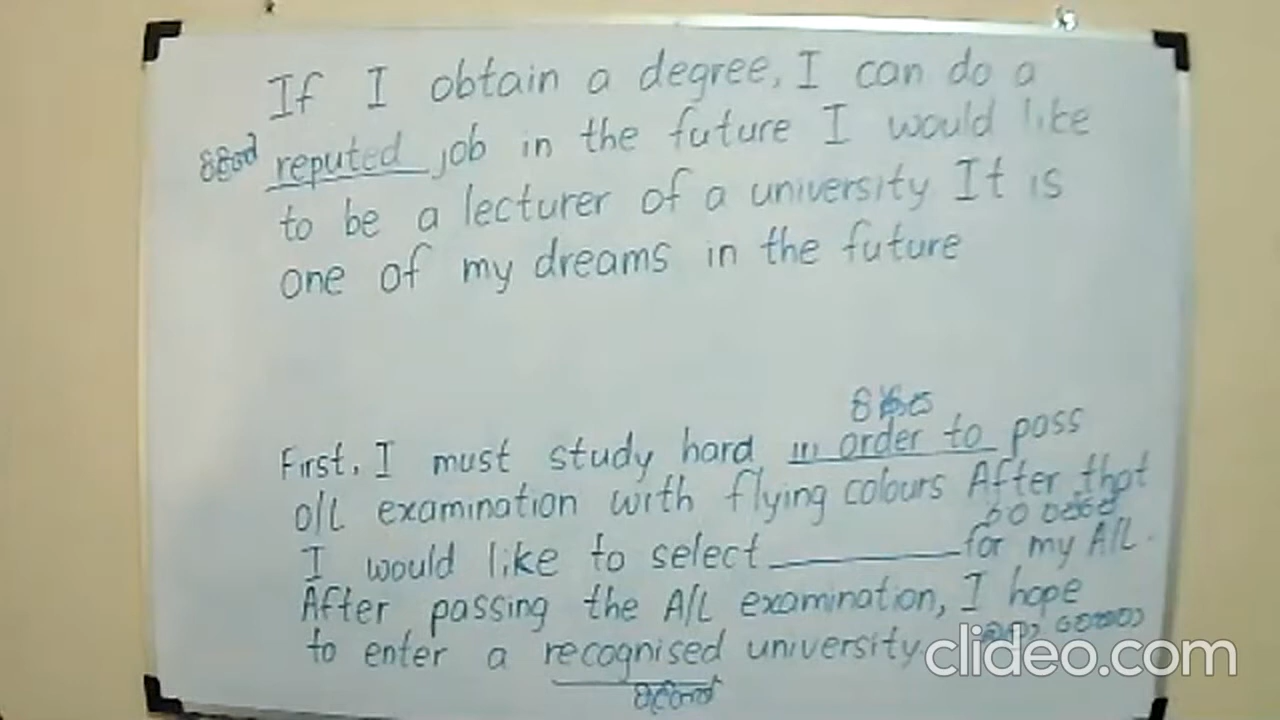 If I obtain a degree, I can do a
reputed job in the future I would like
to be a lecturer of a university It is
one of my dreams in the future
First, I must study hard in order to pass
O/L examination with flying colours After that
I would like to select __________ for my A/L.
After passing the A/L examination, I hope
to enter a recognised university.
clideo.com